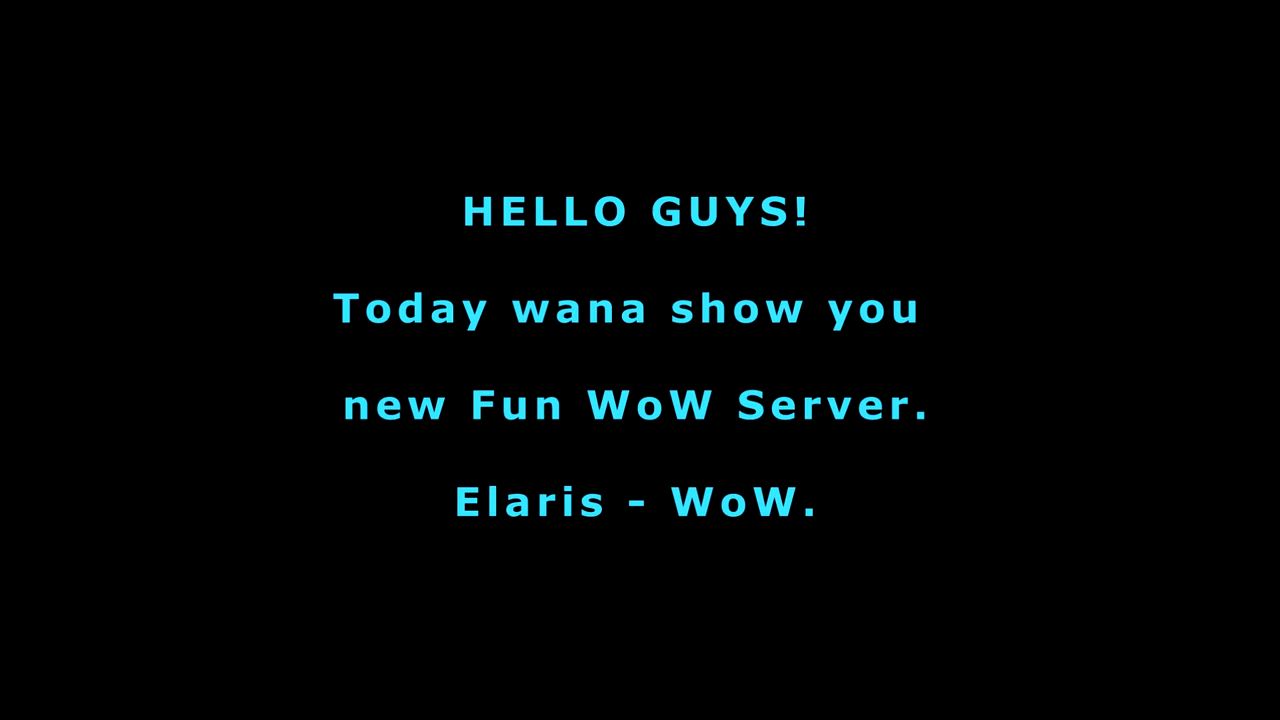 HELLO GUYS!
Today wana show you
new Fun WoW Server.
Elaris - WoW.